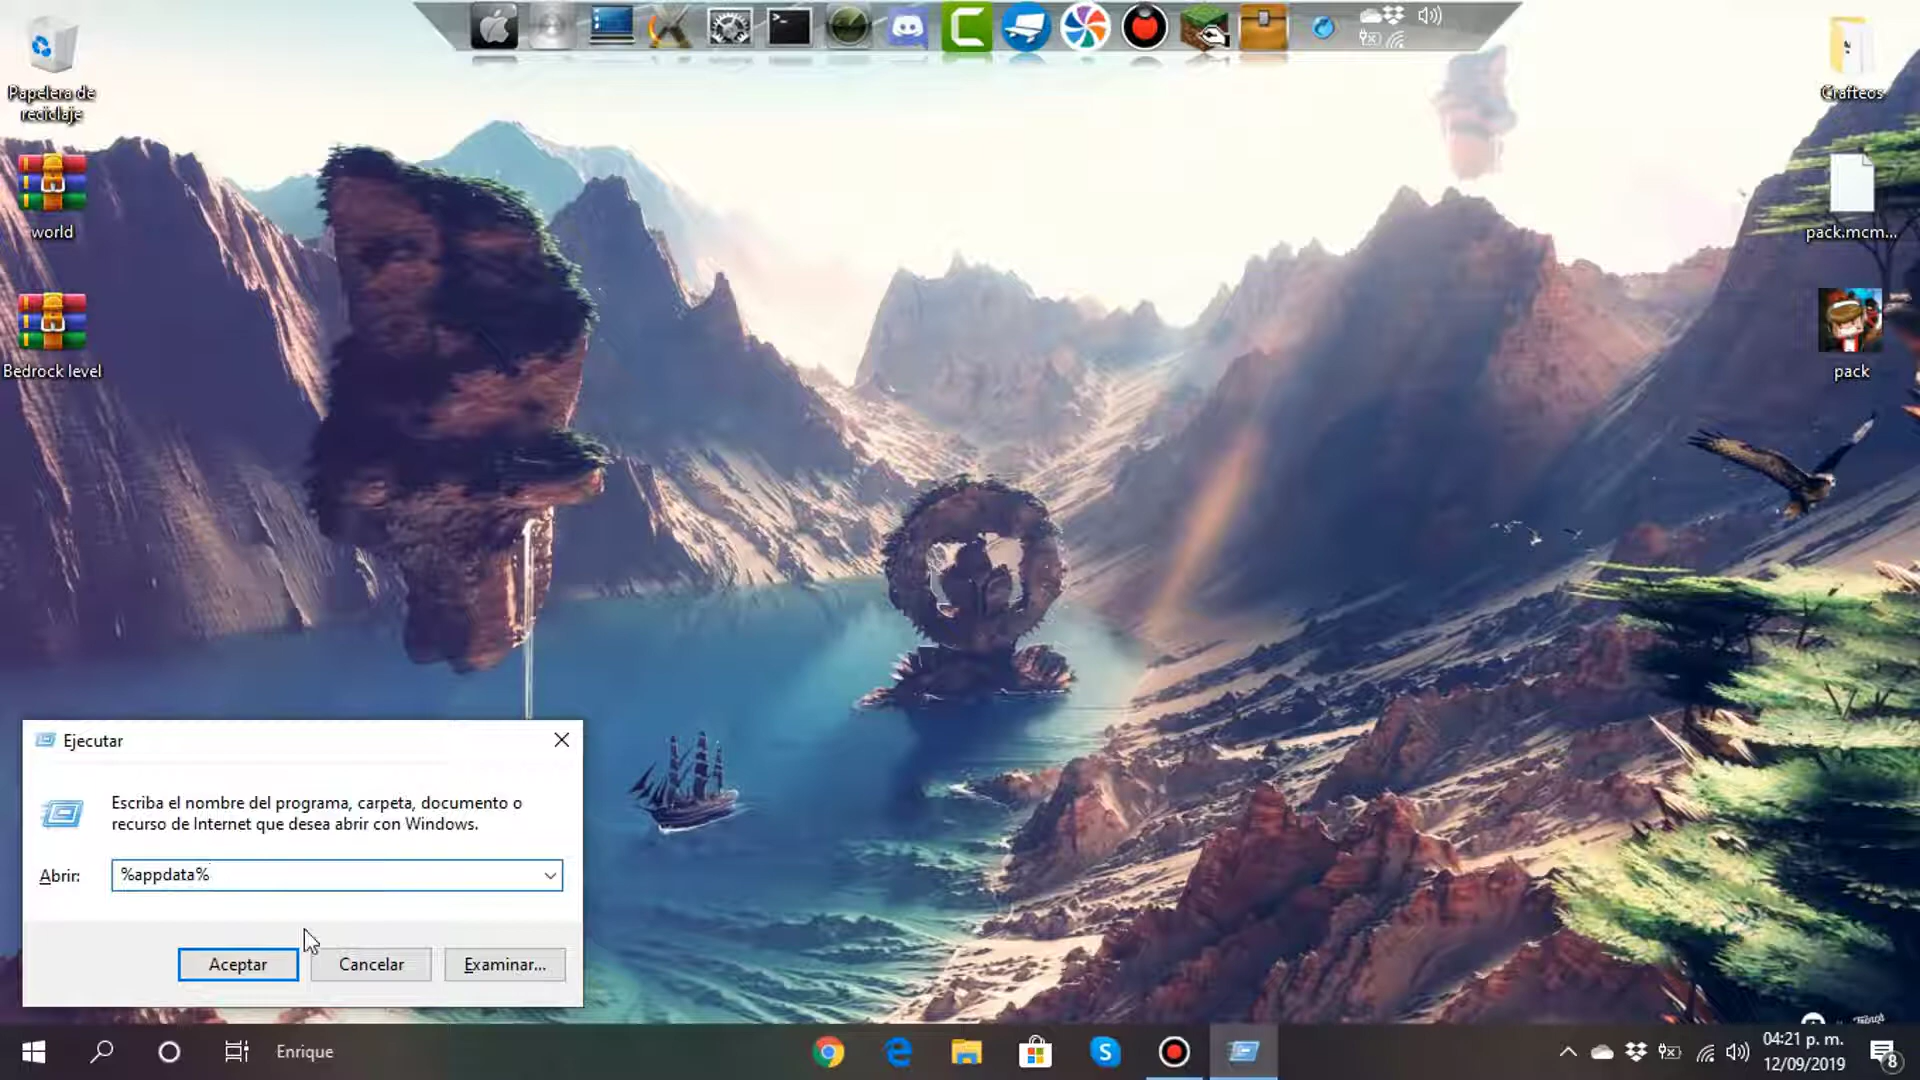 Papelera de
reciclaje
world
Bedrock level
Crafteos
pack.mcm...
pack
Ejecutar
Escriba el nombre del programa, carpeta, documento o
recurso de Internet que desea abrir con Windows.
Abrir:
%appdata%
Aceptar
Cancelar
Examinar...
Enrique
04:21 p. m.
12/09/2019
8